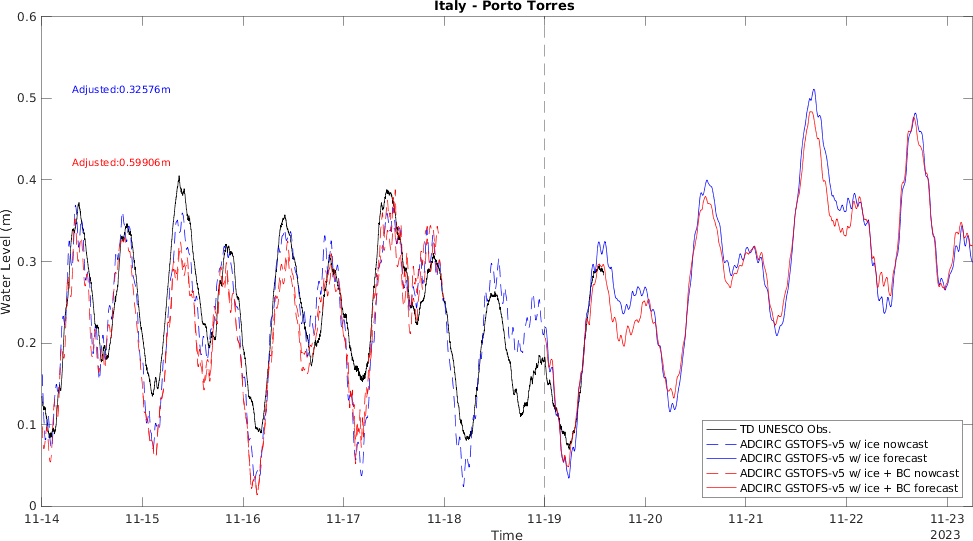 Italy - Porto Torres
Adjusted:0.32576m
Adjusted:0.59906m
Water Level (m)
0.6
0.5
0.4
0.3
0.2
0.1
0
11-14
11-15
11-16
11-17
11-18
11-19
11-20
11-21
11-22
11-23
2023
Time
TD UNESCO Obs.
ADCIRC GSTOFS-v5 w/ ice nowcast
ADCIRC GSTOFS-v5 w/ ice forecast
ADCIRC GSTOFS-v5 w/ ice + BC nowcast
ADCIRC GSTOFS-v5 w/ ice + BC forecast